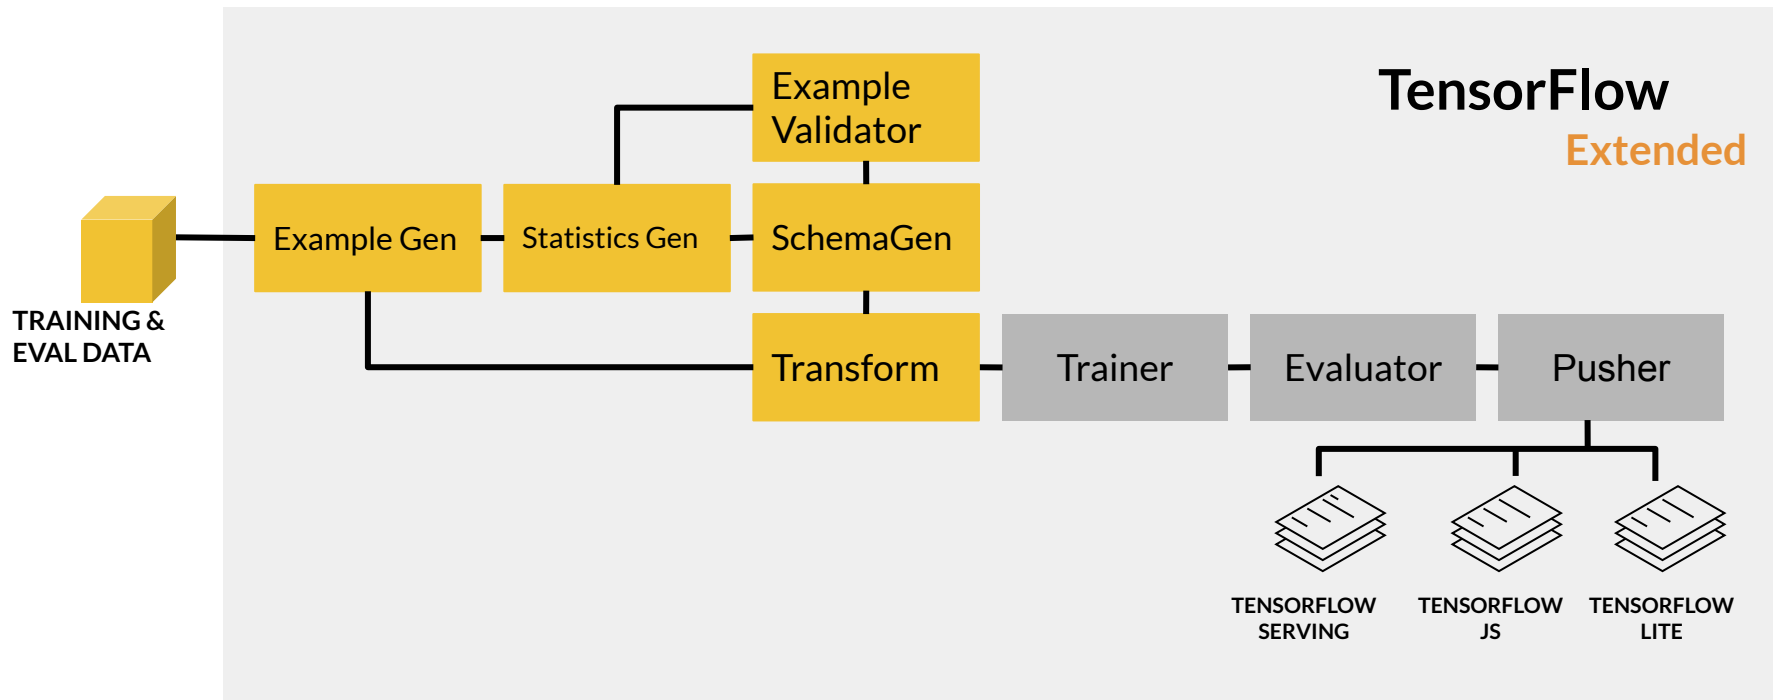 TensorFlow
Extended
Example
Validator
TRAINING &
EVAL DATA
Example Gen
Statistics Gen
SchemaGen
Transform
Trainer
Evaluator
Pusher
TENSORFLOW
SERVING
TENSORFLOW
JS
TENSORFLOW
LITE